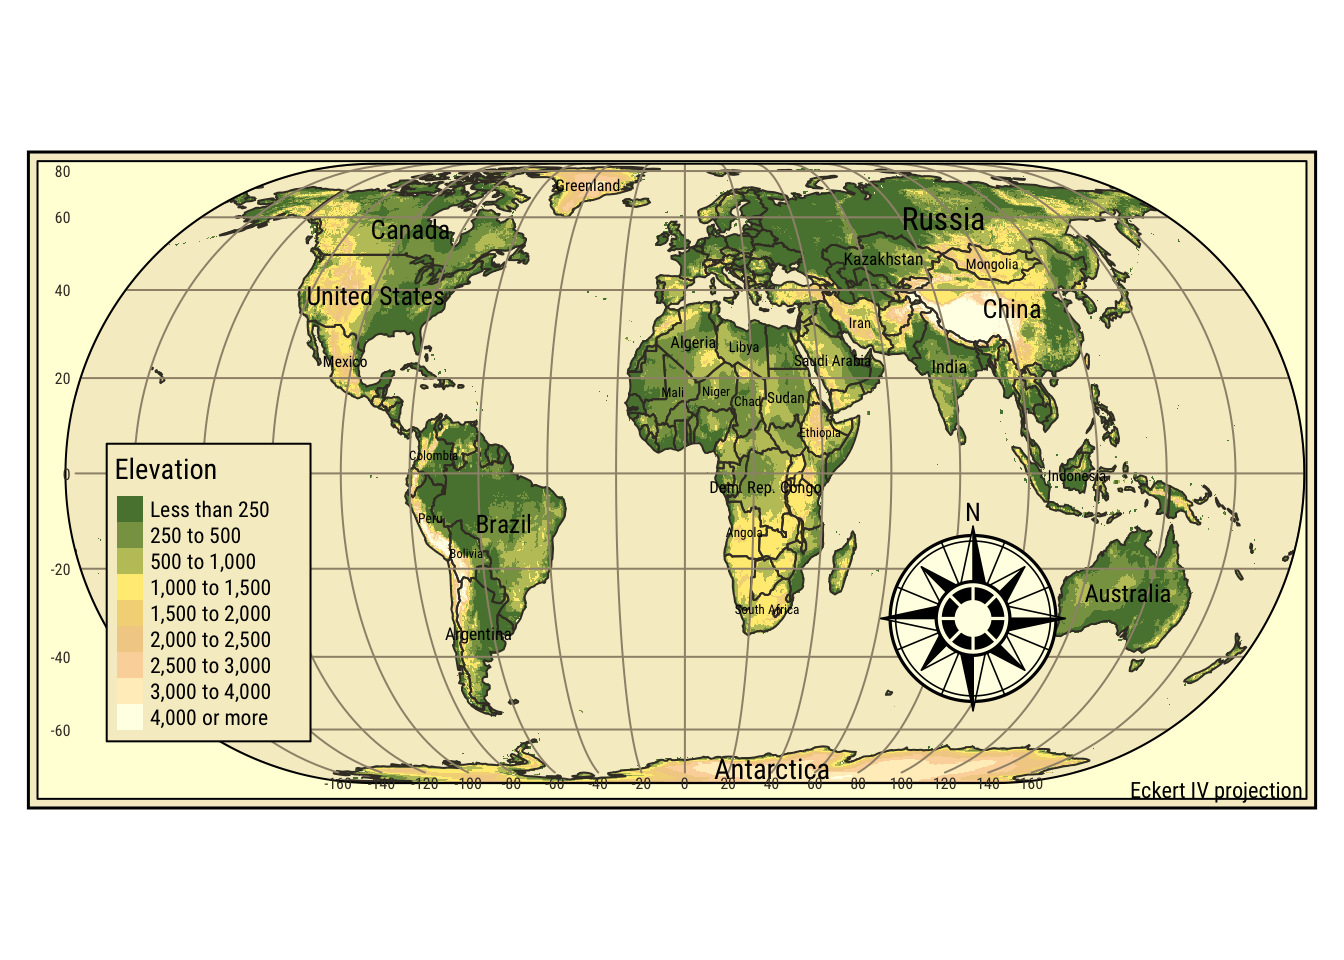 80
60
40
20
0
-20
-40
-60
Greenland
Canada
Russia
Kazakhstan
Mongolia
United States
China
Iran
Algeria
Libya
Mexico
Saudi Arabia
India
Mali
Niger
Chad
Sudan
Ethiopia
Colombia
Indonesia
Dem. Rep. Congo
Peru
Brazil
Angola
Bolivia
Australia
South Africa
Argentina
N
Elevation
Less than 250
250 to 500
500 to 1,000
1,000 to 1,500
1,500 to 2,000
2,000 to 2,500
2,500 to 3,000
3,000 to 4,000
4,000 or more
Antarctica
-160 -140 -120 -100 -80 -60 -40 -20 0 20 40 60 80 100 120 140 160
Eckert IV projection